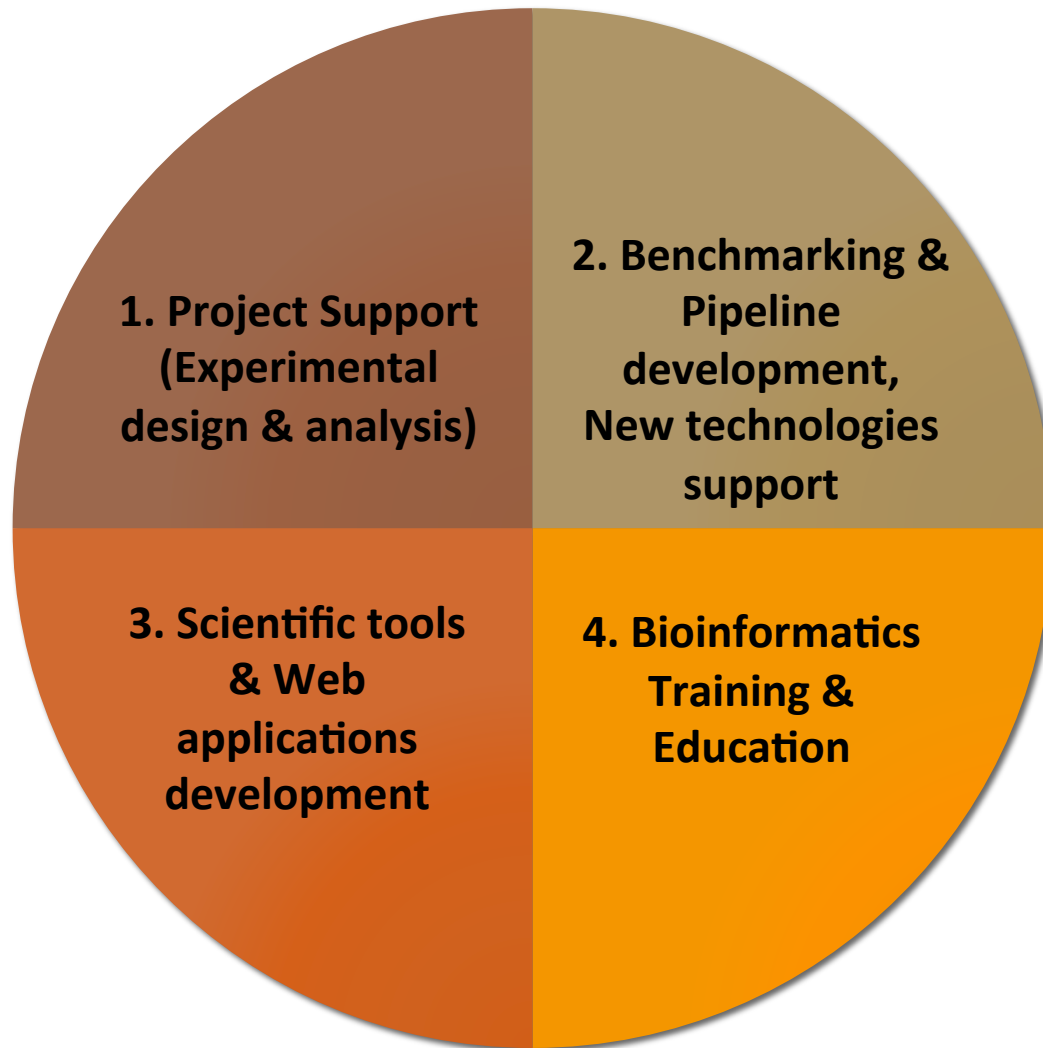 1. Project Support
(Experimental
design & analysis)
2. Benchmarking &
Pipeline
development,
New technologies
support
3. Scientific tools
& Web
applications
development
4. Bioinformatics
Training &
Education